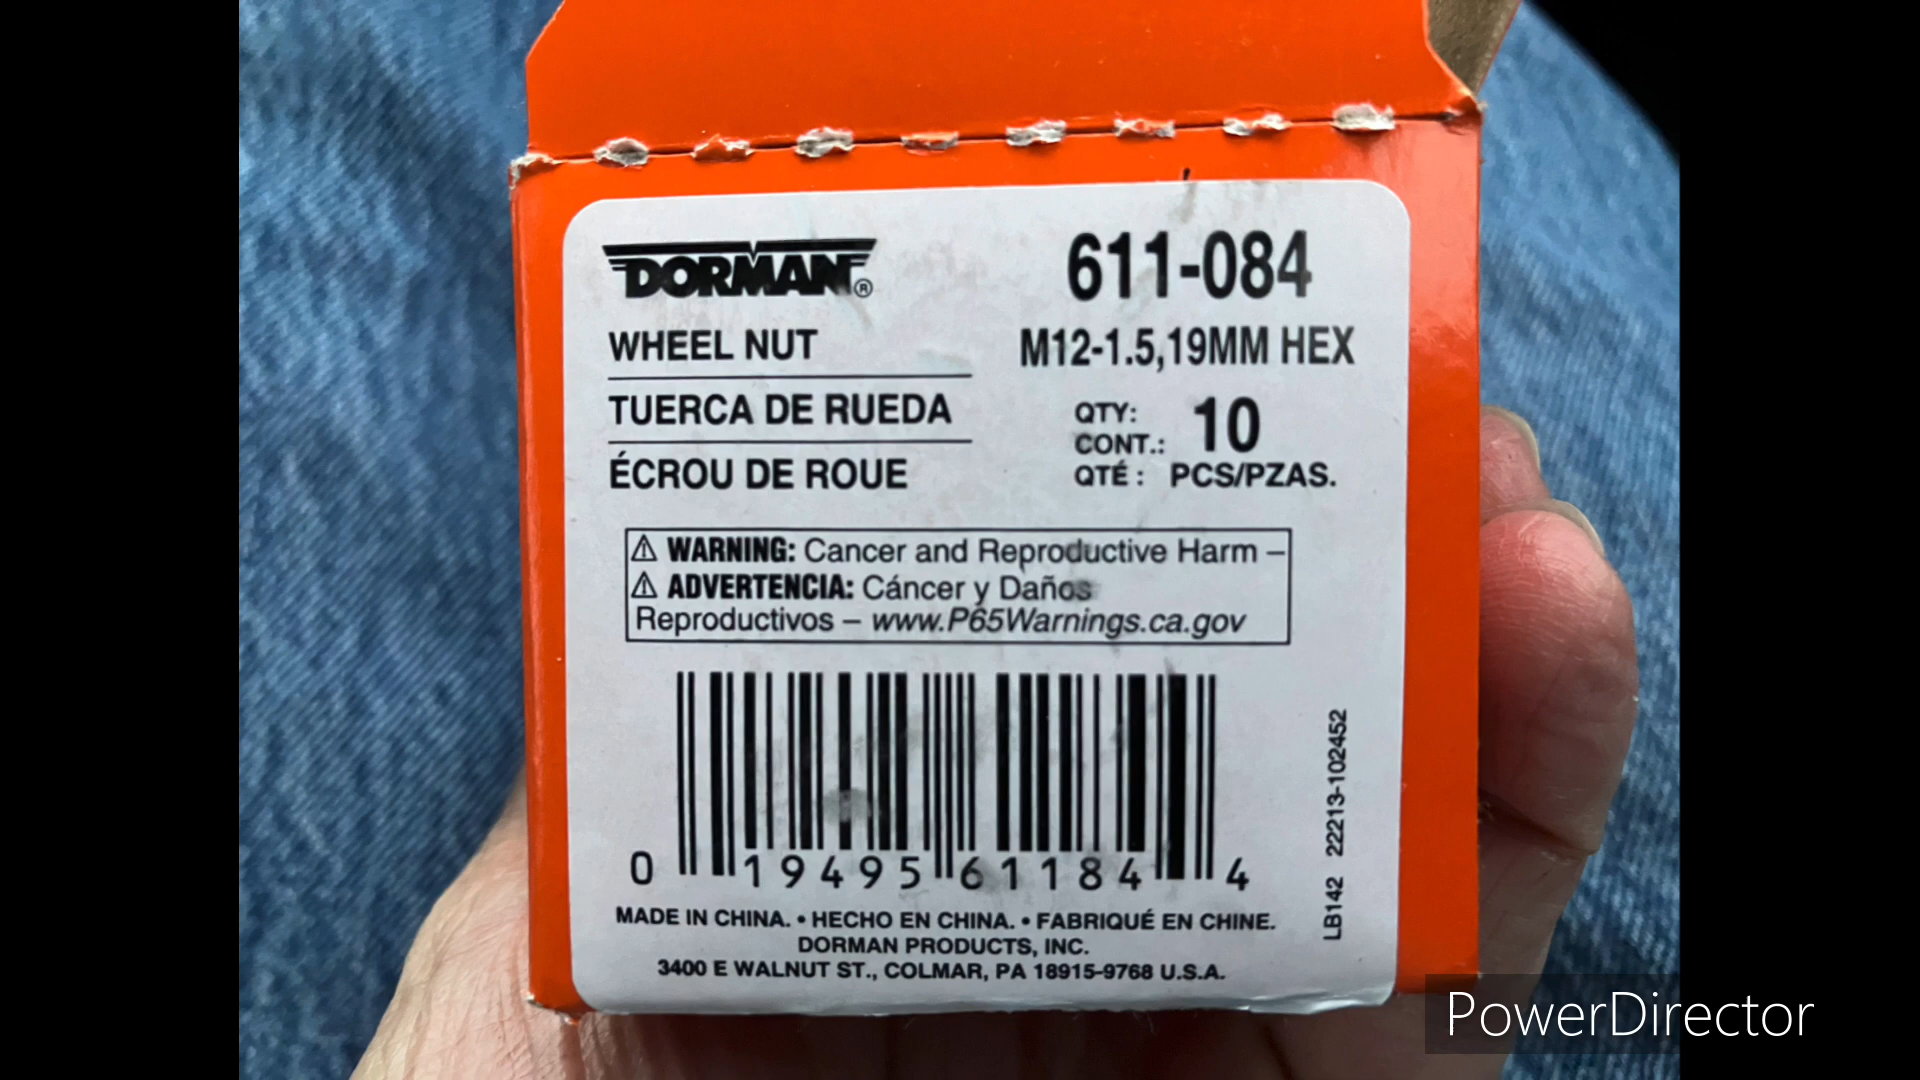 DORMAN®
611-084
WHEEL NUT
M12-1.5,19MM HEX
TUERCA DE RUEDA
ÉCROU DE ROUE
QTY:
CONT.: 10
QTÉ : PCS/PZAS.
⚠ WARNING: Cancer and Reproductive Harm –
⚠ ADVERTENCIA: Cáncer y Daños
Reproductivos – www.P65Warnings.ca.gov
0 19495 61184 4
LB142 22213-102452
MADE IN CHINA. • HECHO EN CHINA. • FABRIQUÉ EN CHINE.
DORMAN PRODUCTS, INC.
3400 E WALNUT ST., COLMAR, PA 18915-9768 U.S.A.
PowerDirector